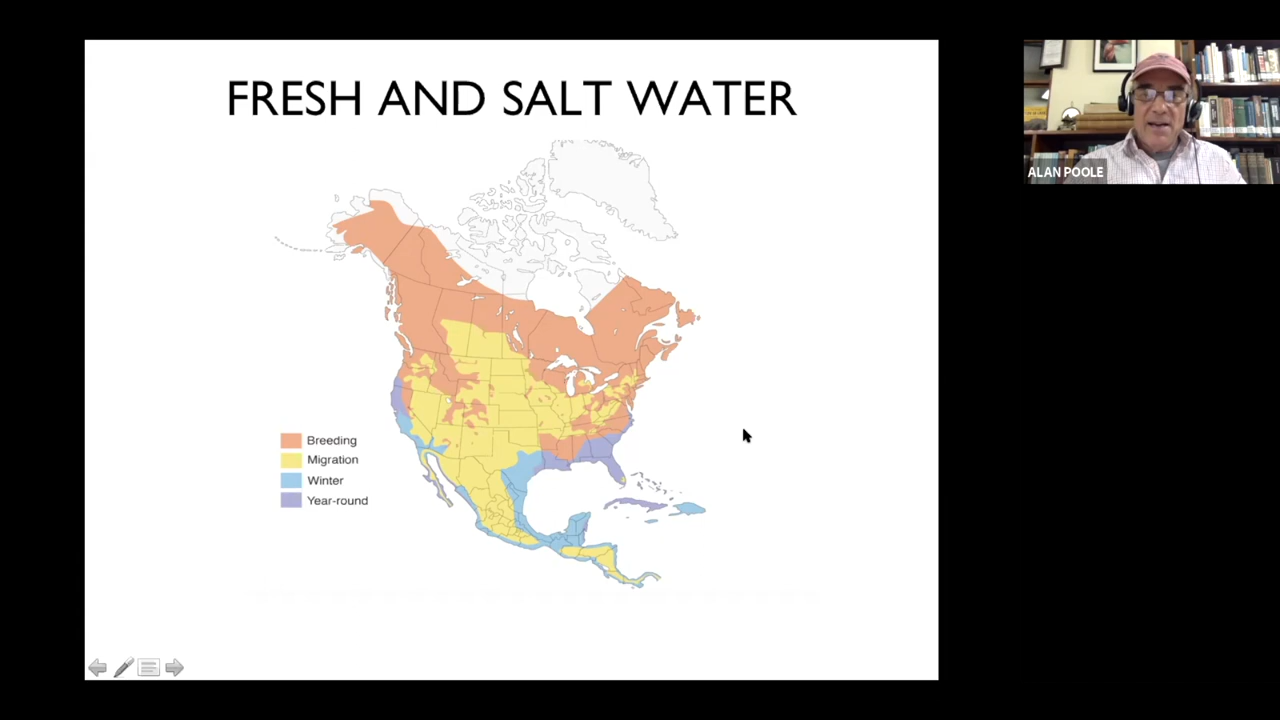 FRESH AND SALT WATER
ALAN POOLE
Breeding
Migration
Winter
Year-round